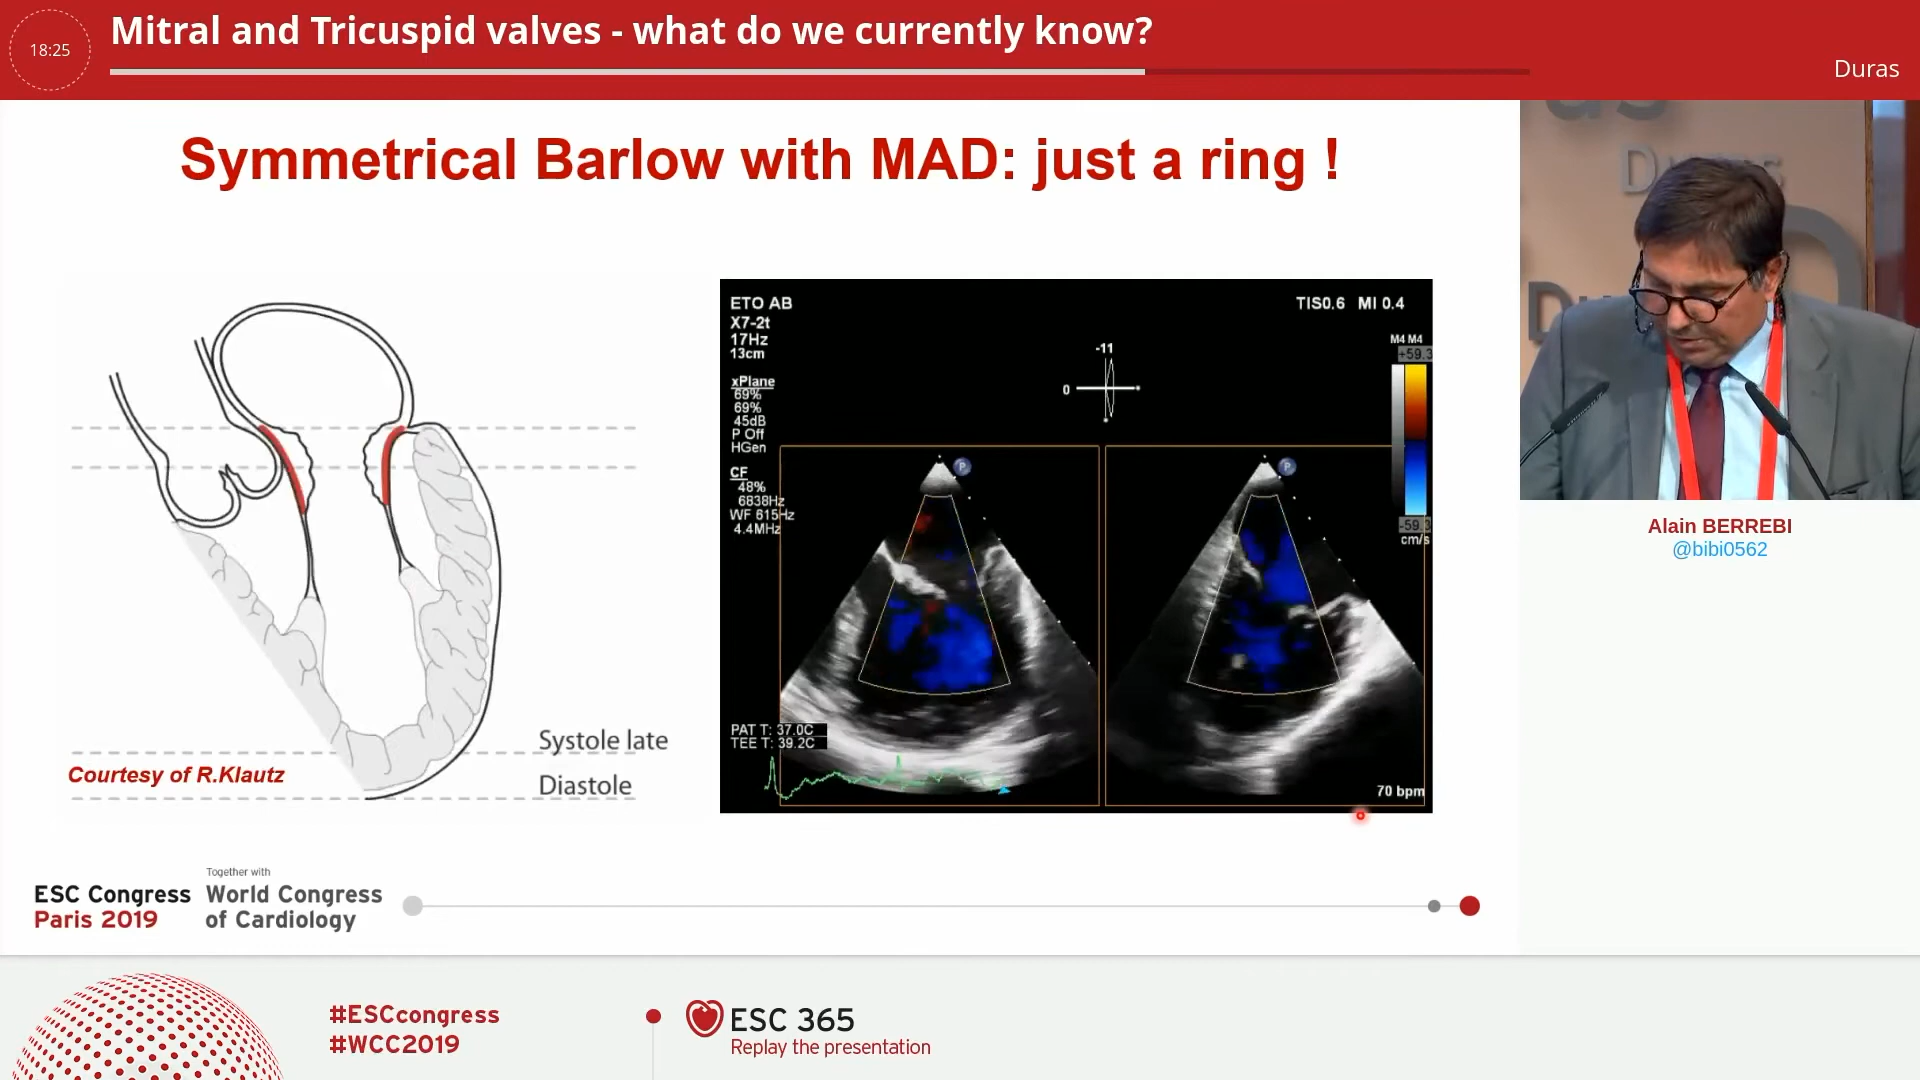 18:25
Mitral and Tricuspid valves - what do we currently know?
Duras
Symmetrical Barlow with MAD: just a ring !
ETO AB
X7-2t
17Hz
13cm
xPlane
69%
69%
45dB
P Off
HGen
CF
48%
6838Hz
WF 615Hz
4.4MHz
TIS0.6 MI 0.4
M4 M4
+59.3
-59.3
cm/s
-11
0
P
P
PAT T: 37.0C
TEE T: 39.2C
70 bpm
Systole late
Diastole
Courtesy of R.Klautz
Alain BERREBI
@bibi0562
ESC Congress
Paris 2019
Together with
World Congress
of Cardiology
#ESCcongress
#WCC2019
ESC 365
Replay the presentation